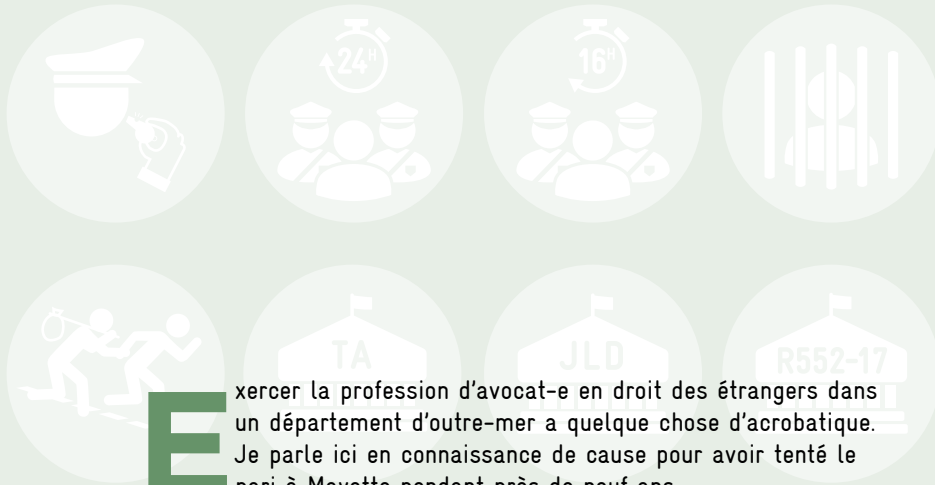 24H
16H
TA
JLD
R552-17
Exercer la profession d'avocat-e en droit des étrangers dans
un département d'outre-mer a quelque chose d'acrobatique.
Je parle ici en connaissance de cause pour avoir tenté le
pari à Mayotte pendant près de neuf ans